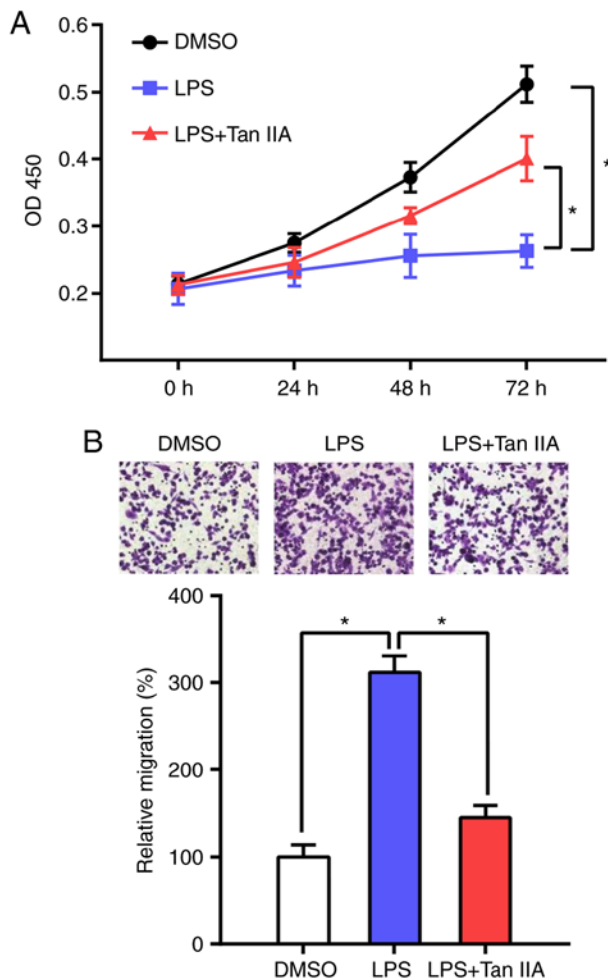 A
0.6
DMSO
LPS
LPS+Tan IIA
0.5
0.4
0.3
0.2
OD 450
*
*
0 h 24 h 48 h 72 h
B
DMSO LPS LPS+Tan IIA
400
300
200
100
0
Relative migration (%)
* *
DMSO LPS LPS+Tan IIA